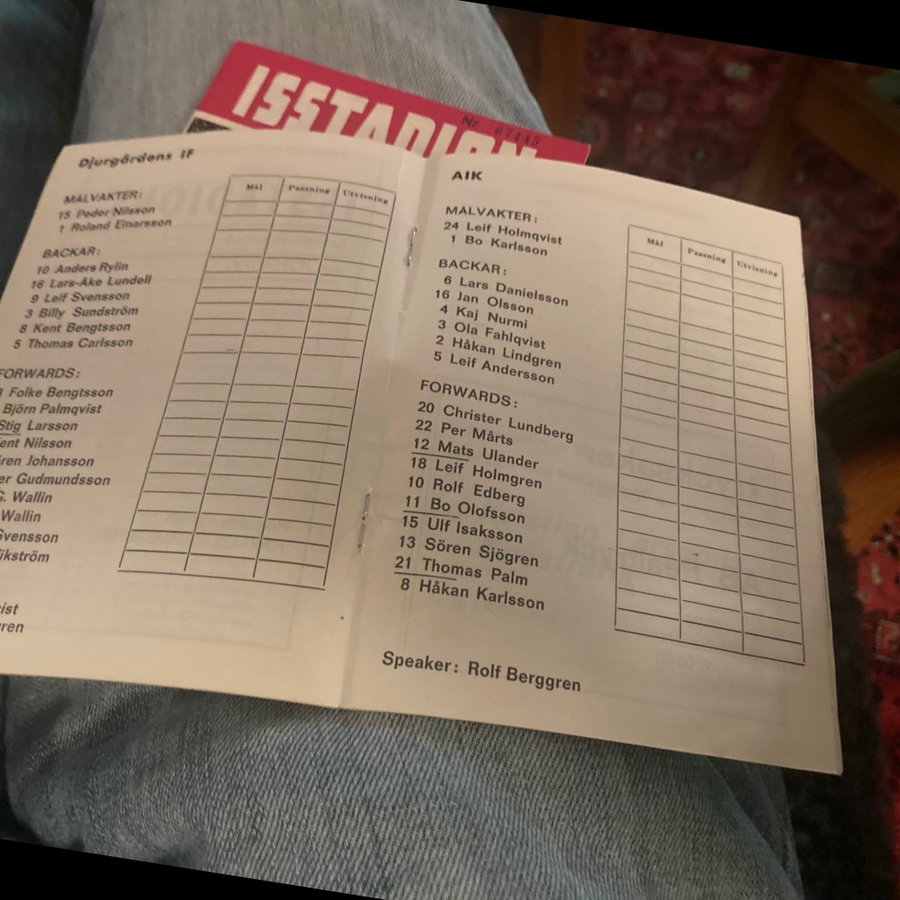 ISSTADION
Nr 67445
Djurgårdens IF
Mål Passning Utvisning
MÅLVAKTER:
15 Peder Nilsson
1 Roland Einarsson
BACKAR:
10 Anders Rylin
16 Lars-Åke Lundell
9 Leif Svensson
3 Billy Sundström
8 Kent Bengtsson
5 Thomas Carlsson
FORWARDS:
Folke Bengtsson
Björn Palmqvist
Stig Larsson
Nilsson
Johansson
Gudmundsson
Wallin
Wallin
Svensson
AIK
Mål Passning Utvisning
MÅLVAKTER:
24 Leif Holmqvist
1 Bo Karlsson
BACKAR:
6 Lars Danielsson
16 Jan Olsson
4 Kaj Nurmi
3 Ola Fahlqvist
2 Håkan Lindgren
5 Leif Andersson
FORWARDS:
20 Christer Lundberg
22 Per Mårts
12 Mats Ulander
18 Leif Holmgren
10 Rolf Edberg
11 Bo Olofsson
15 Ulf Isaksson
13 Sören Sjögren
21 Thomas Palm
8 Håkan Karlsson
Speaker: Rolf Berggren